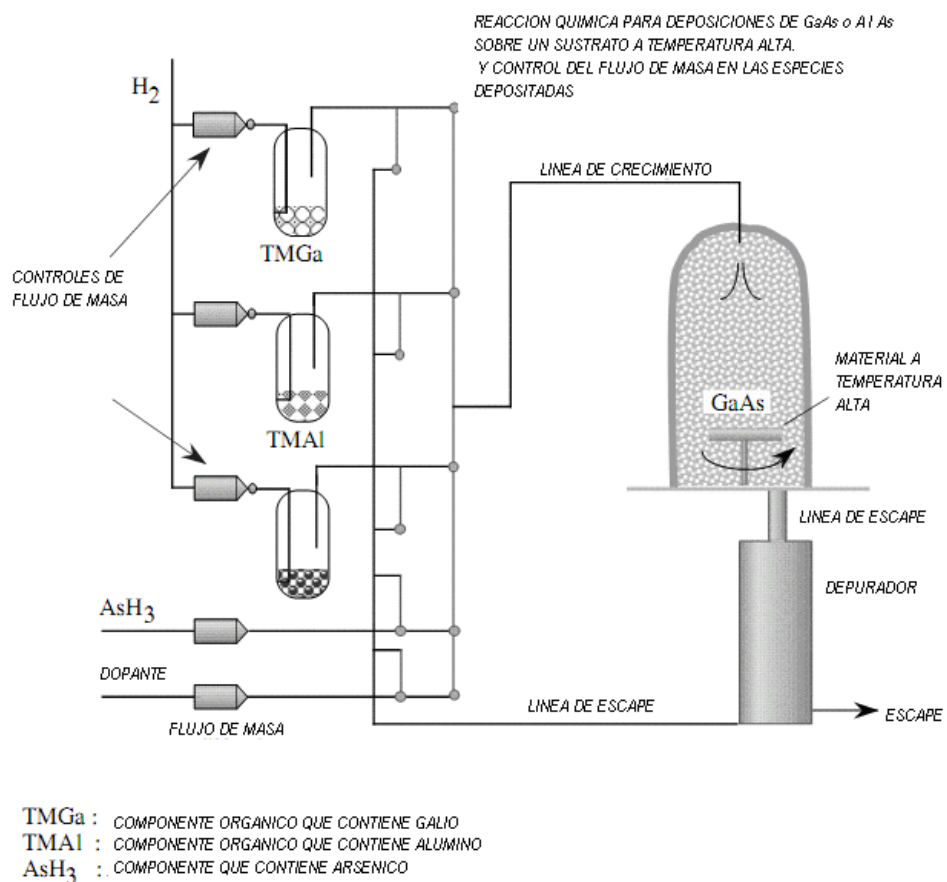 REACCION QUIMICA PARA DEPOSICIONES DE GaAs o Al As
SOBRE UN SUSTRATO A TEMPERATURA ALTA.
Y CONTROL DEL FLUJO DE MASA EN LAS ESPECIES
DEPOSITADAS
H2
LINEA DE CRECIMIENTO
TMGa
CONTROLES DE
FLUJO DE MASA
MATERIAL A
TEMPERATURA
ALTA
GaAs
TMAl
LINEA DE ESCAPE
DEPURADOR
AsH3
DOPANTE
FLUJO DE MASA
LINEA DE ESCAPE
ESCAPE
TMGa : COMPONENTE ORGANICO QUE CONTIENE GALIO
TMAl : COMPONENTE ORGANICO QUE CONTIENE ALUMINO
AsH3 : COMPONENTE QUE CONTIENE ARSENICO